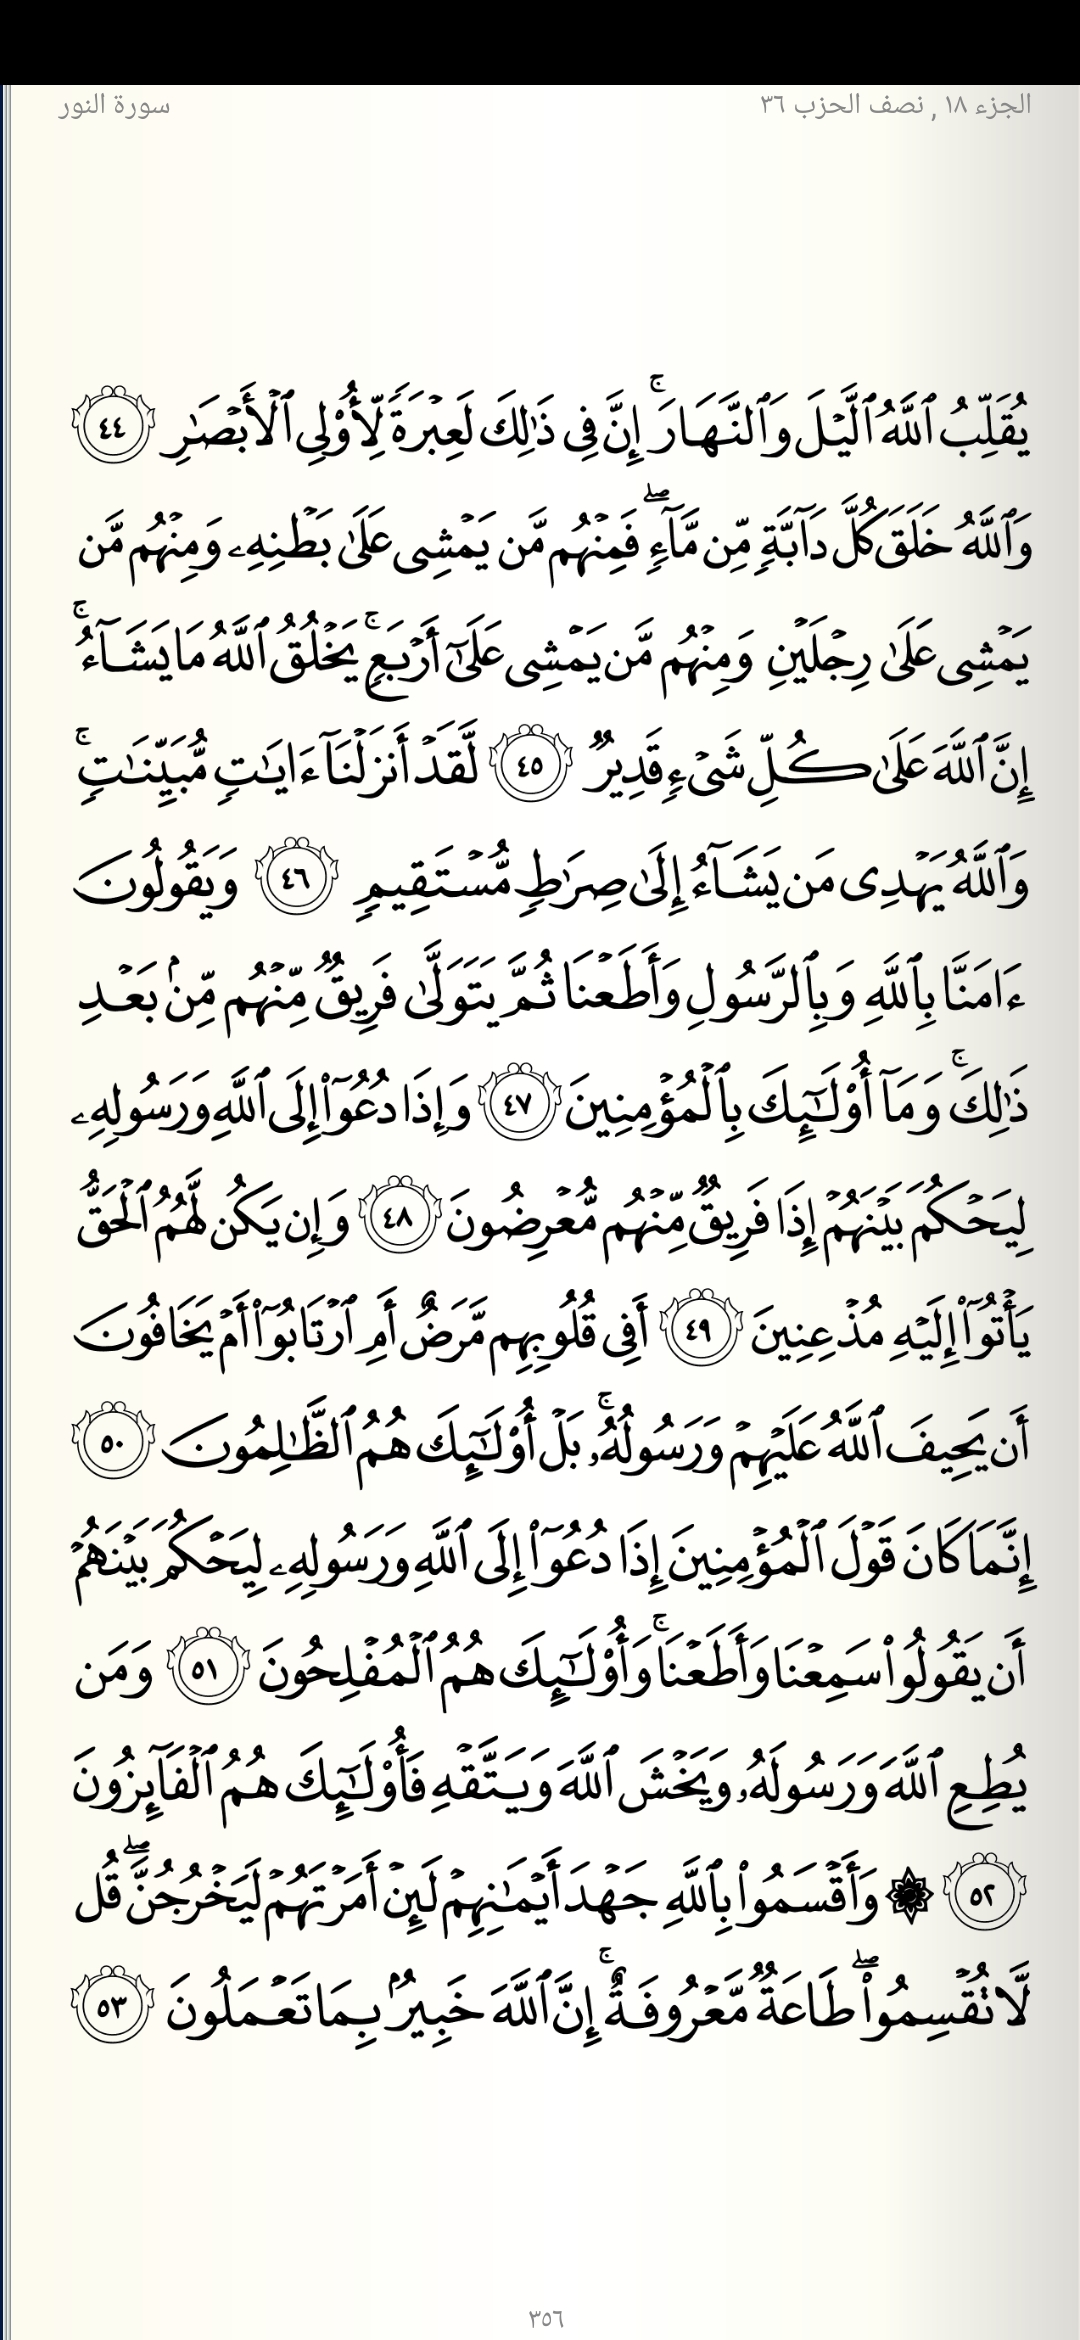 الجزء ١٨ , نصف الحزب ٣٦
سورة النور
يُقَلِّبُ ٱللَّهُ ٱلَّيۡلَ وَٱلنَّهَارَۚ إِنَّ فِي ذَٰلِكَ لَعِبۡرَةٗ لِّأُوْلِي ٱلۡأَبۡصَٰرِ ٤٤
وَٱللَّهُ خَلَقَ كُلَّ دَآبَّةٖ مِّن مَّآءٖۖ فَمِنۡهُم مَّن يَمۡشِي عَلَىٰ بَطۡنِهِۦ وَمِنۡهُم مَّن
يَمۡشِي عَلَىٰ رِجۡلَيۡنِ وَمِنۡهُم مَّن يَمۡشِي عَلَىٰٓ أَرۡبَعٖۚ يَخۡلُقُ ٱللَّهُ مَا يَشَآءُۚ
إِنَّ ٱللَّهَ عَلَىٰ كُلِّ شَيۡءٖ قَدِيرٞ ٤٥ لَّقَدۡ أَنزَلۡنَآ ءَايَٰتٖ مُّبَيِّنَٰتٖۚ
وَٱللَّهُ يَهۡدِي مَن يَشَآءُ إِلَىٰ صِرَٰطٖ مُّسۡتَقِيمٖ ٤٦ وَيَقُولُونَ
ءَامَنَّا بِٱللَّهِ وَبِٱلرَّسُولِ وَأَطَعۡنَا ثُمَّ يَتَوَلَّىٰ فَرِيقٞ مِّنۡهُم مِّنۢ بَعۡدِ
ذَٰلِكَۚ وَمَآ أُوْلَٰٓئِكَ بِٱلۡمُؤۡمِنِينَ ٤٧ وَإِذَا دُعُوٓاْ إِلَى ٱللَّهِ وَرَسُولِهِۦ
لِيَحۡكُمَ بَيۡنَهُمۡ إِذَا فَرِيقٞ مِّنۡهُم مُّعۡرِضُونَ ٤٨ وَإِن يَكُن لَّهُمُ ٱلۡحَقُّ
يَأۡتُوٓاْ إِلَيۡهِ مُذۡعِنِينَ ٤٩ أَفِي قُلُوبِهِم مَّرَضٌ أَمِ ٱرۡتَابُوٓاْ أَمۡ يَخَافُونَ
أَن يَحِيفَ ٱللَّهُ عَلَيۡهِمۡ وَرَسُولُهُۥۚ بَلۡ أُوْلَٰٓئِكَ هُمُ ٱلظَّٰلِمُونَ ٥٠
إِنَّمَا كَانَ قَوۡلَ ٱلۡمُؤۡمِنِينَ إِذَا دُعُوٓاْ إِلَى ٱللَّهِ وَرَسُولِهِۦ لِيَحۡكُمَ بَيۡنَهُمۡ
أَن يَقُولُواْ سَمِعۡنَا وَأَطَعۡنَاۚ وَأُوْلَٰٓئِكَ هُمُ ٱلۡمُفۡلِحُونَ ٥١ وَمَن
يُطِعِ ٱللَّهَ وَرَسُولَهُۥ وَيَخۡشَ ٱللَّهَ وَيَتَّقۡهِ فَأُوْلَٰٓئِكَ هُمُ ٱلۡفَآئِزُونَ
٥٢ ۞ وَأَقۡسَمُواْ بِٱللَّهِ جَهۡدَ أَيۡمَٰنِهِمۡ لَئِنۡ أَمَرۡتَهُمۡ لَيَخۡرُجُنَّۖ قُل
لَّا تُقۡسِمُواْۖ طَاعَةٞ مَّعۡرُوفَةٌۚ إِنَّ ٱللَّهَ خَبِيرُۢ بِمَا تَعۡمَلُونَ ٥٣
٣٥٦